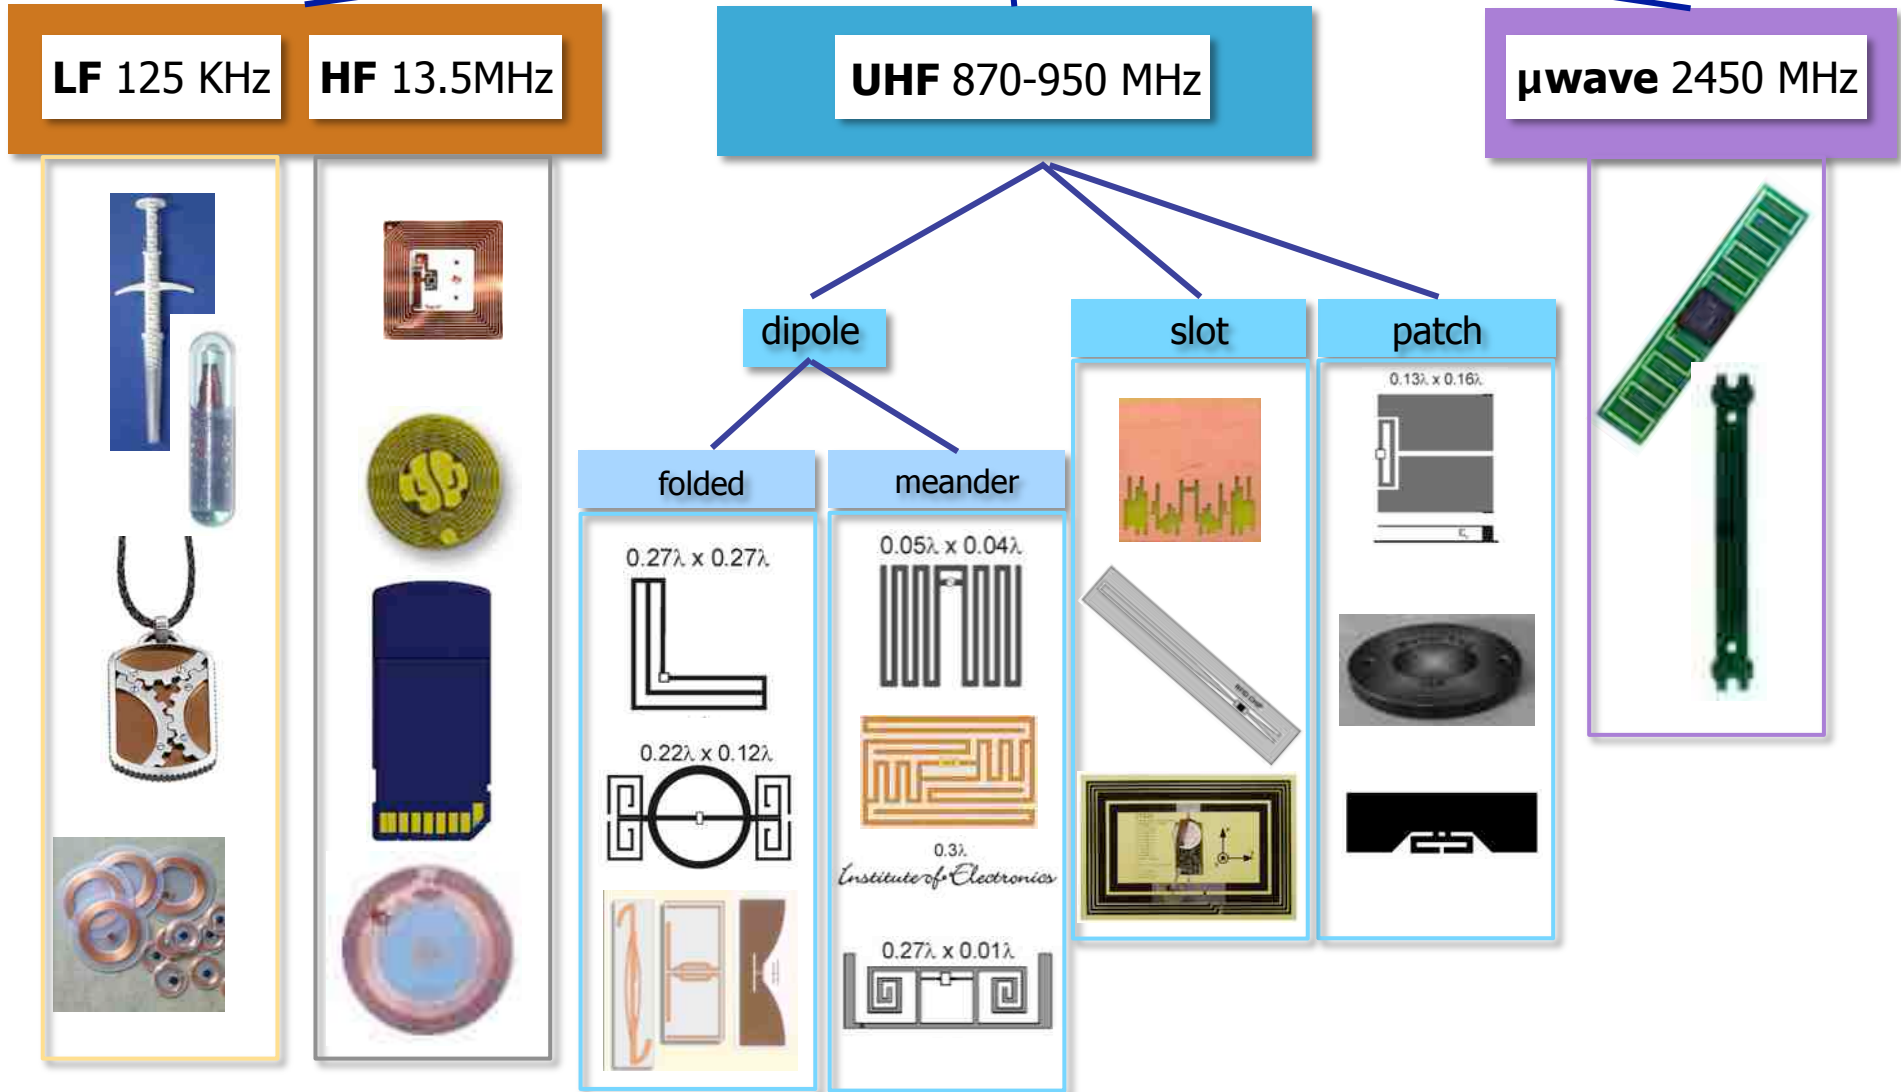 LF 125 KHz
HF 13.5MHz
UHF 870-950 MHz
μwave 2450 MHz
dipole
slot
patch
folded
meander
0.27λ x 0.27λ
0.22λ x 0.12λ
0.05λ x 0.04λ
0.3λ
Institute of Electronics
0.27λ x 0.01λ
RFID CHIP
0.13λ x 0.16λ